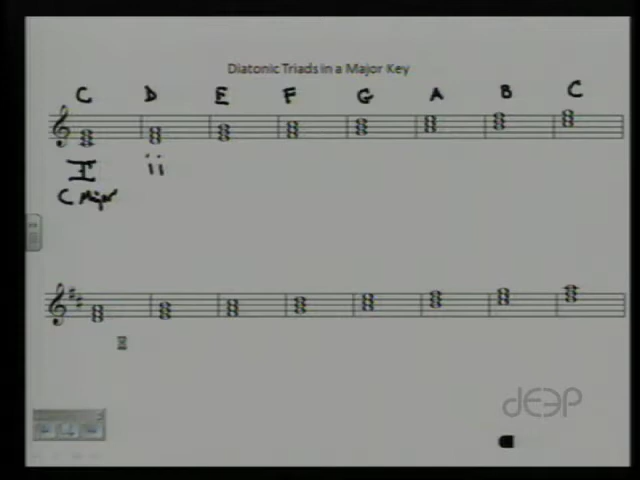 Diatonic Triads in a Major Key
C D E F G A B C
I ii
C Major
dEEP